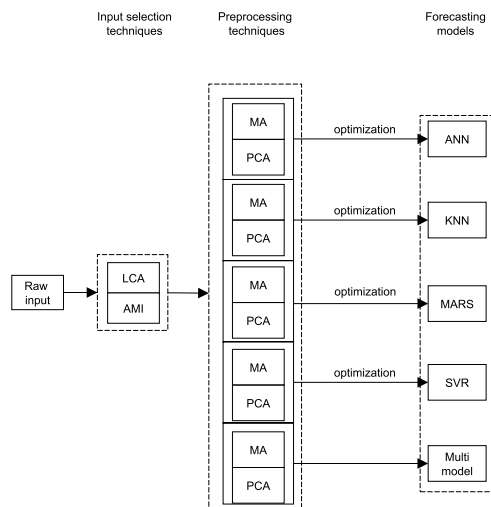 Input selection
techniques
Preprocessing
techniques
Forecasting
models
Raw
input
LCA
AMI
MA
PCA
optimization
ANN
MA
PCA
optimization
KNN
MA
PCA
optimization
MARS
MA
PCA
optimization
SVR
MA
PCA
Multi
model